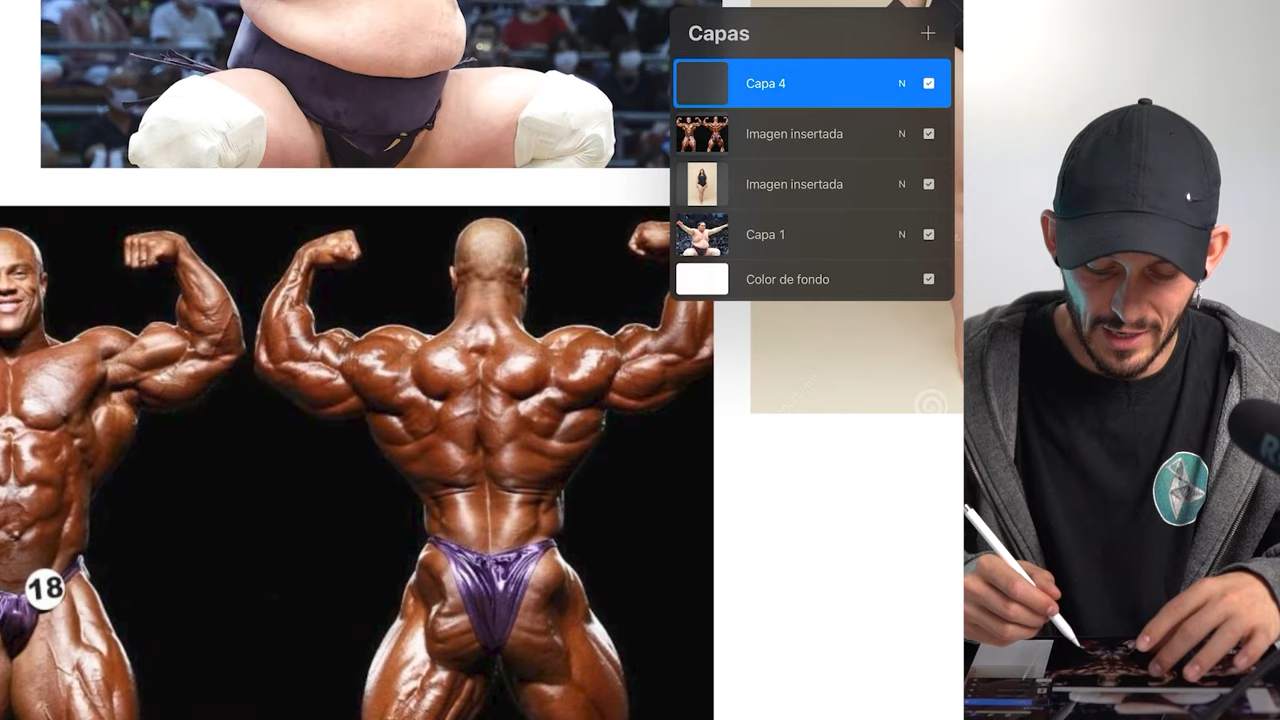 Capas
Capa 4 N
Imagen insertada N
Imagen insertada N
Capa 1 N
Color de fondo
18